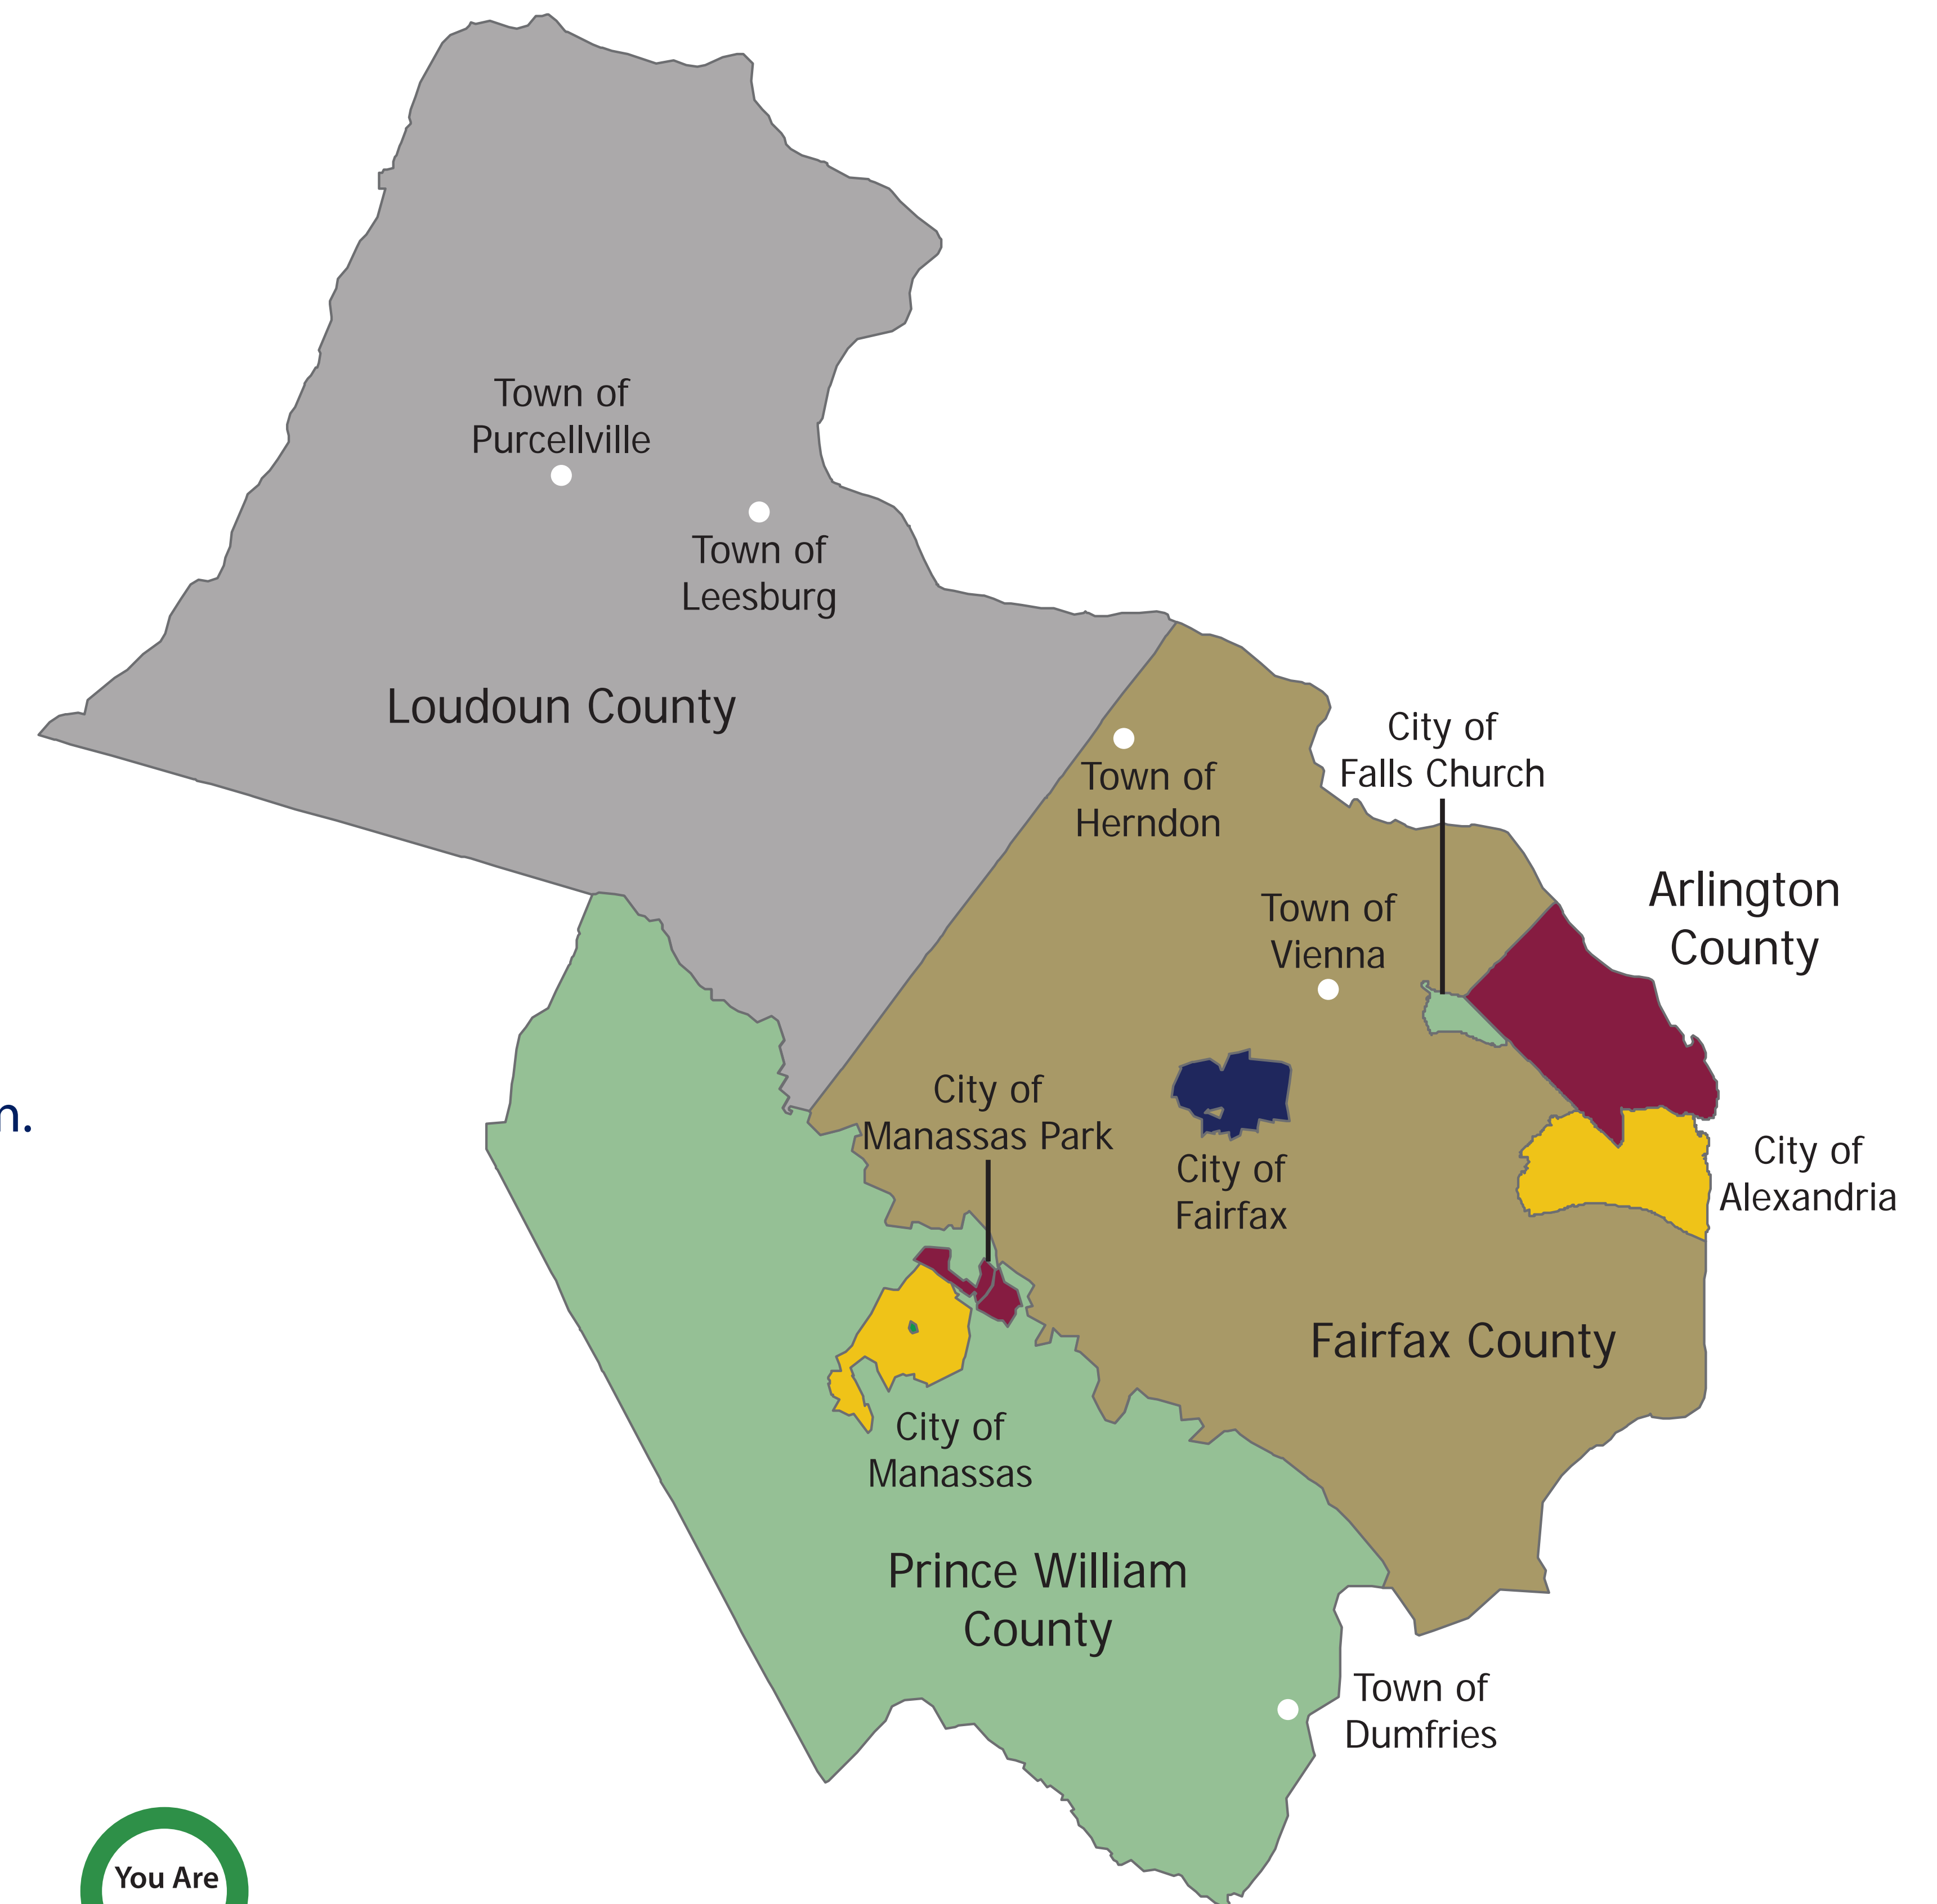 Town of
Purcellville
Town of
Leesburg
Loudoun County
Town of
Herndon
City of
Falls Church
Arlington
County
Town of
Vienna
City of
Manassas Park
City of
Fairfax
City of
Alexandria
n.
Fairfax County
City of
Manassas
Prince William
County
Town of
Dumfries
You Are